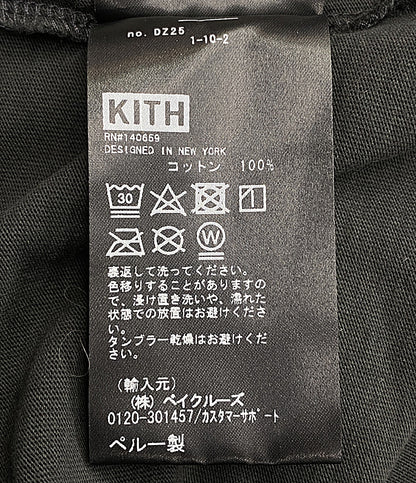 no. DZ25
1-10-2
KITH
RN#140659
DESIGNED IN NEW YORK
コットン 100%
30
W
裏返して洗ってください。
色移りすることがありますの
で、浸け置き洗いや、濡れた
状態での放置はお避けくださ
い。
タンブラー乾燥はお避けくだ
さい。
(輸入元)
(株) ベイクルーズ
0120-301457/カスタマーサポート
ペルー製